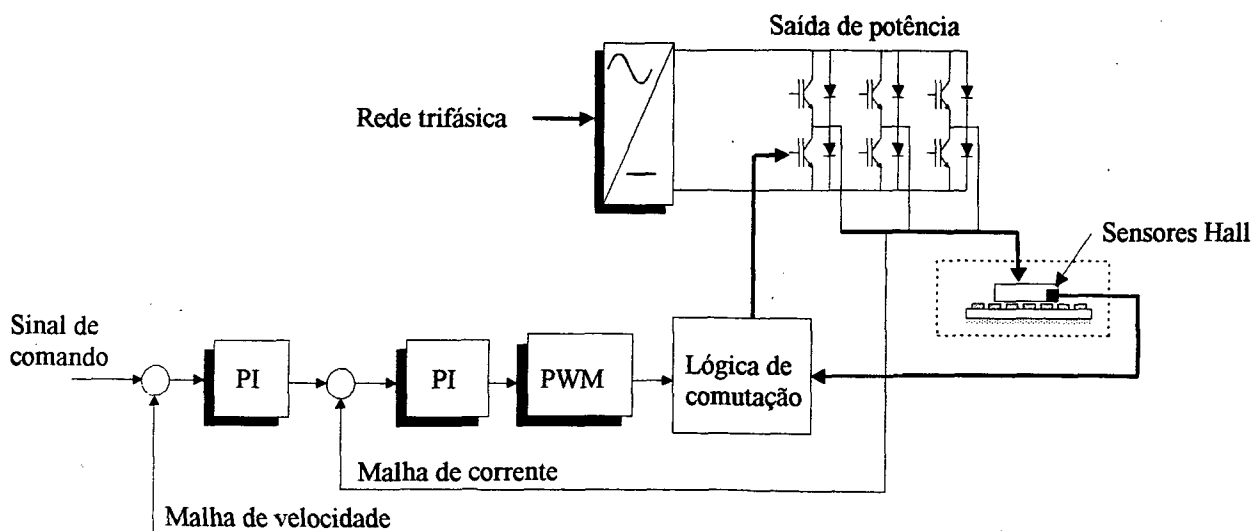 Saída de potência
Rede trifásica
Sensores Hall
Sinal de
comando
PI
PI
PWM
Lógica de
comutação
Malha de corrente
Malha de velocidade